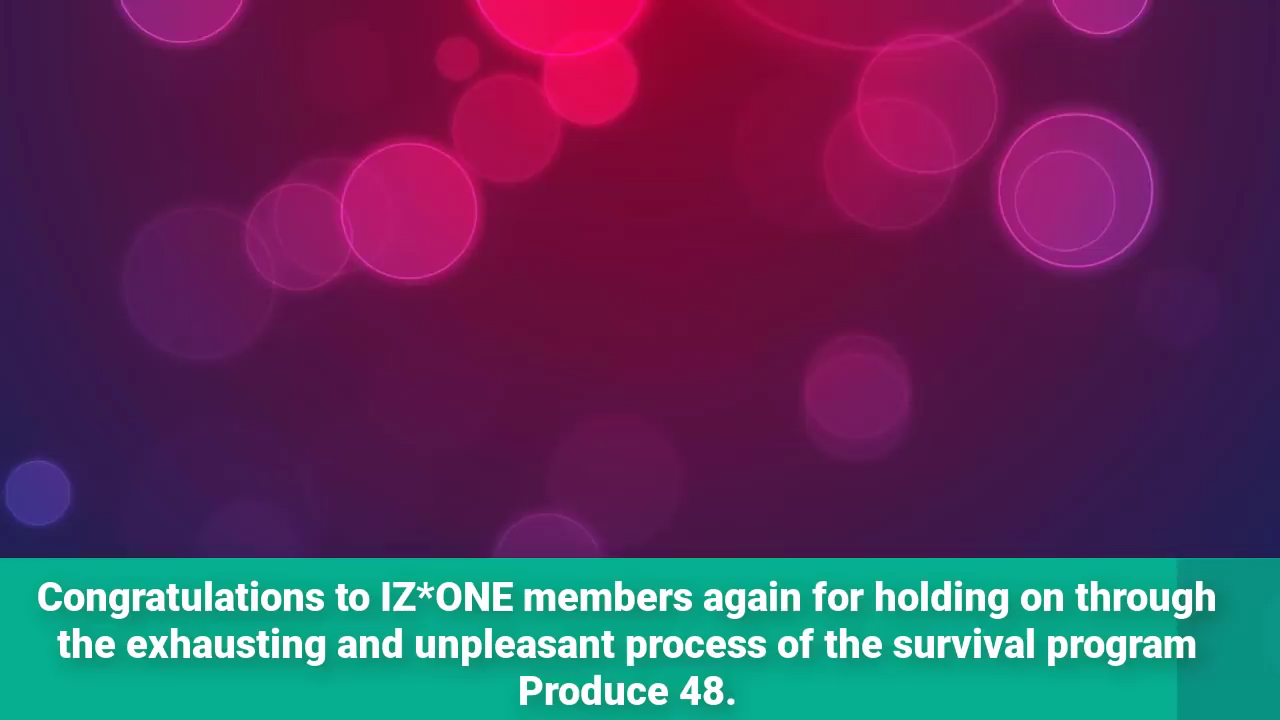 Congratulations to IZ*ONE members again for holding on through
the exhausting and unpleasant process of the survival program
Produce 48.